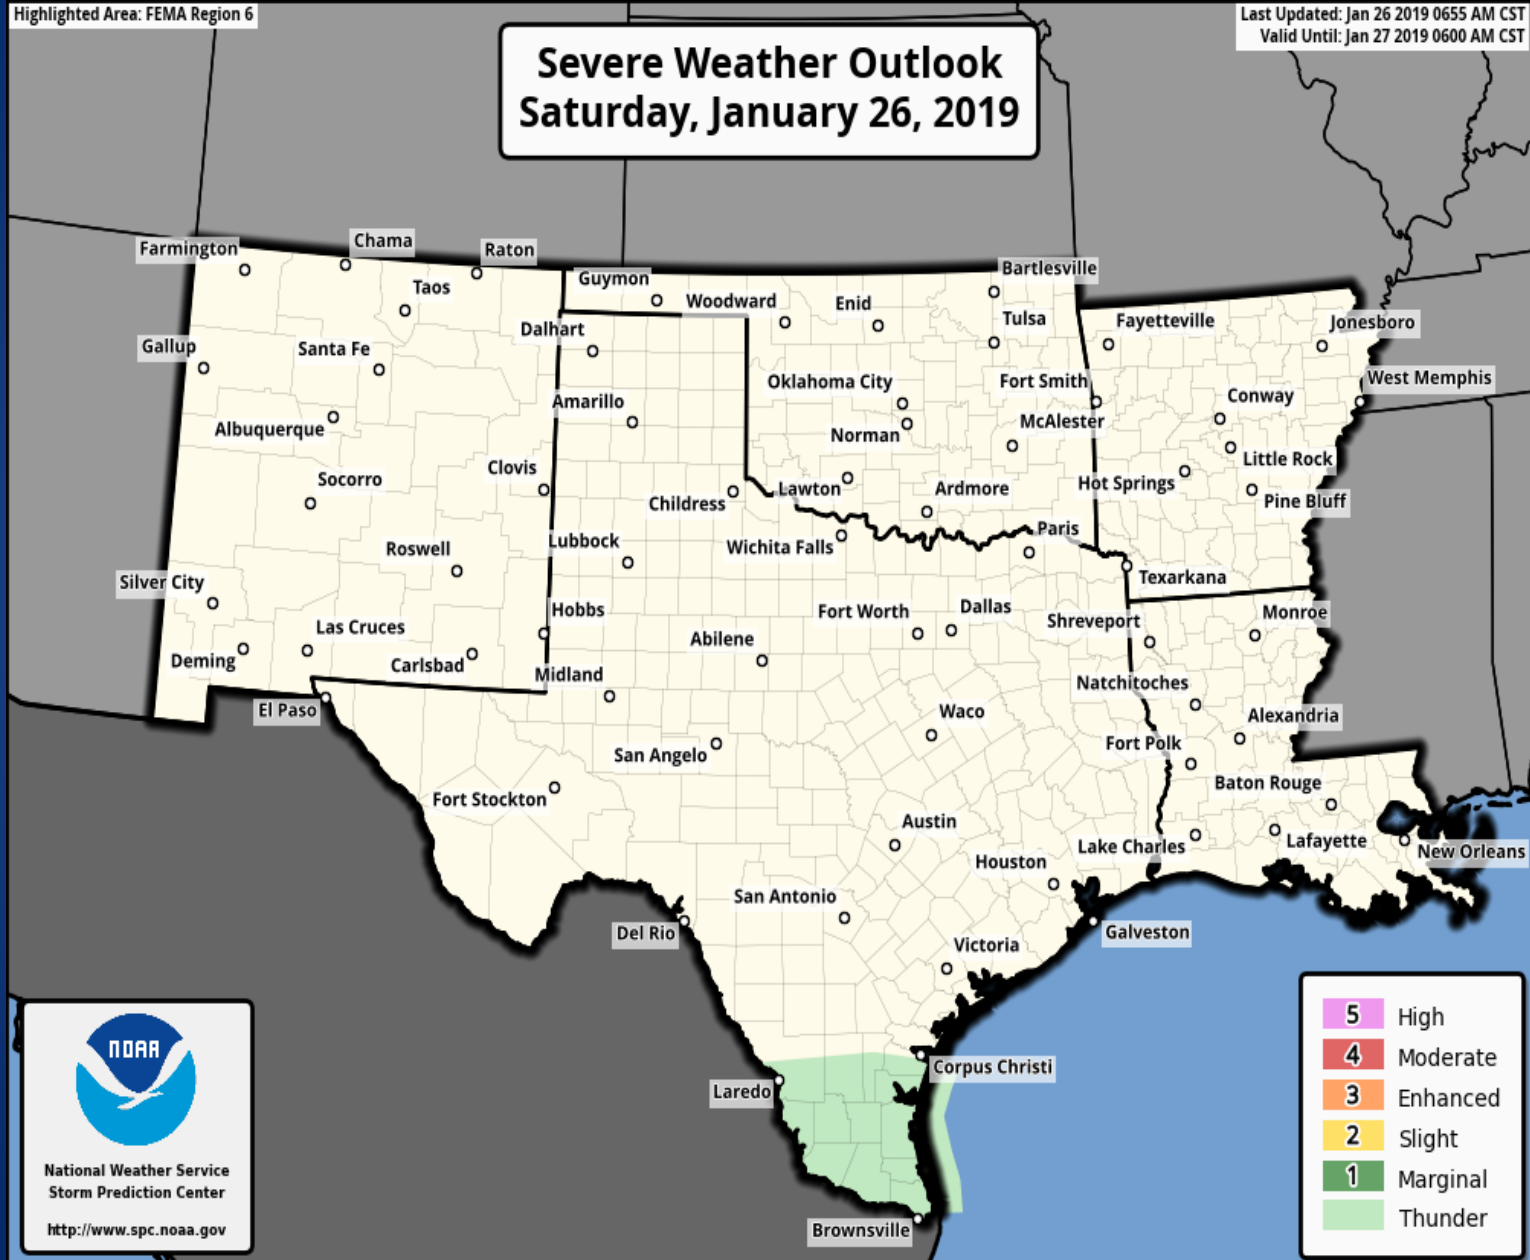 Highlighted Area: FEMA Region 6
Last Updated: Jan 26 2019 0655 AM CST
Valid Until: Jan 27 2019 0600 AM CST
Severe Weather Outlook
Saturday, January 26, 2019
Farmington
Chama
Raton
Taos
Guymon
Woodward
Enid
Bartlesville
Tulsa
Fayetteville
Jonesboro
Gallup
Santa Fe
Dalhart
Amarillo
Oklahoma City
Fort Smith
West Memphis
Conway
Albuquerque
Norman
McAlester
Little Rock
Socorro
Clovis
Childress
Lawton
Ardmore
Hot Springs
Pine Bluff
Roswell
Lubbock
Wichita Falls
Paris
Texarkana
Silver City
Hobbs
Fort Worth
Dallas
Shreveport
Monroe
Las Cruces
Deming
Carlsbad
Midland
Abilene
Natchitoches
El Paso
San Angelo
Waco
Fort Polk
Alexandria
Fort Stockton
Baton Rouge
Austin
Houston
Lake Charles
Lafayette
New Orleans
San Antonio
Del Rio
Victoria
Galveston
Laredo
Corpus Christi
Brownsville
NOAA
National Weather Service
Storm Prediction Center
http://www.spc.noaa.gov
5 High
4 Moderate
3 Enhanced
2 Slight
1 Marginal
Thunder